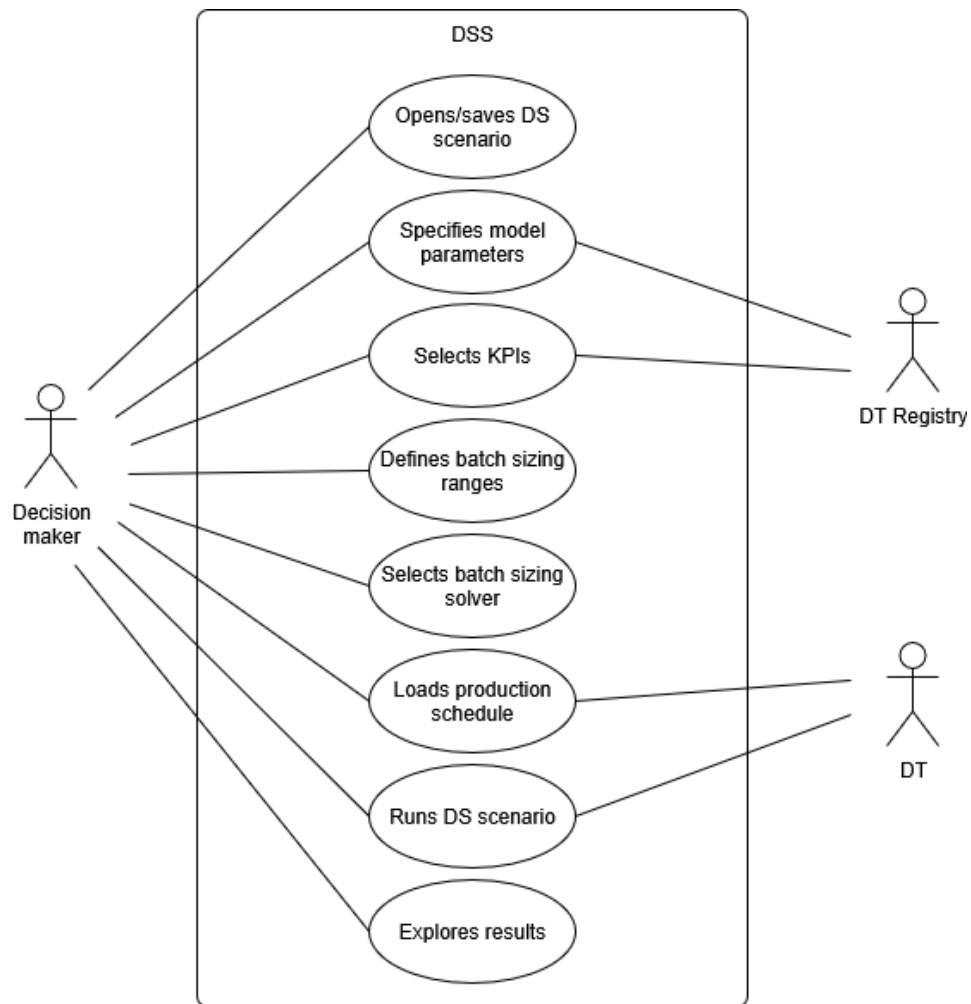 DSS
Opens/saves DS
scenario
Specifies model
parameters
Selects KPIs
Defines batch sizing
ranges
Selects batch sizing
solver
Loads production
schedule
Runs DS scenario
Explores results
Decision
maker
DT Registry
DT